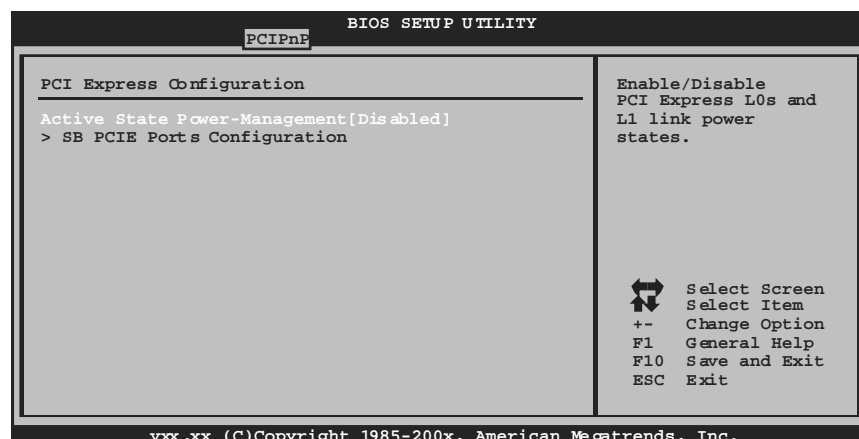 BIOS SETUP UTILITY
PCIPnP
PCI Express Configuration
Active State Power-Management[Disabled]
> SB PCIE Ports Configuration
Enable/Disable
PCI Express L0s and
L1 link power
states.
Select Screen
Select Item
+- Change Option
F1 General Help
F10 Save and Exit
ESC Exit
vxx.xx (C)Copyright 1985-200x, American Megatrends, Inc.